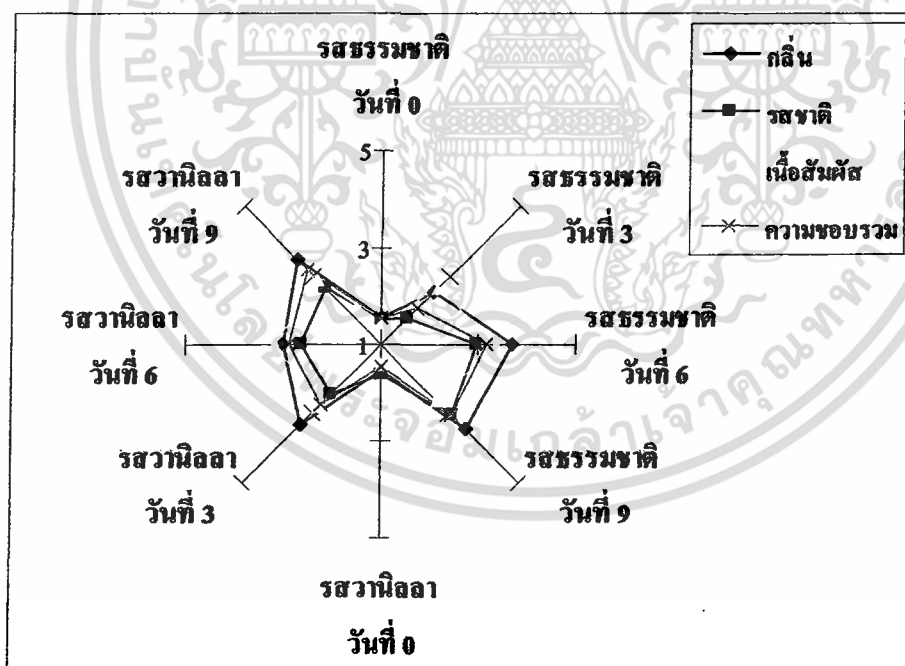 รสธรรมชาติ
วันที่ 0
5
3
1
รสธรรมชาติ
วันที่ 3
รสธรรมชาติ
วันที่ 6
รสธรรมชาติ
วันที่ 9
รสวานิลลา
วันที่ 0
รสวานิลลา
วันที่ 3
รสวานิลลา
วันที่ 6
รสวานิลลา
วันที่ 9
กลิ่น
รสชาติ
เนื้อสัมผัส
ความชอบรวม